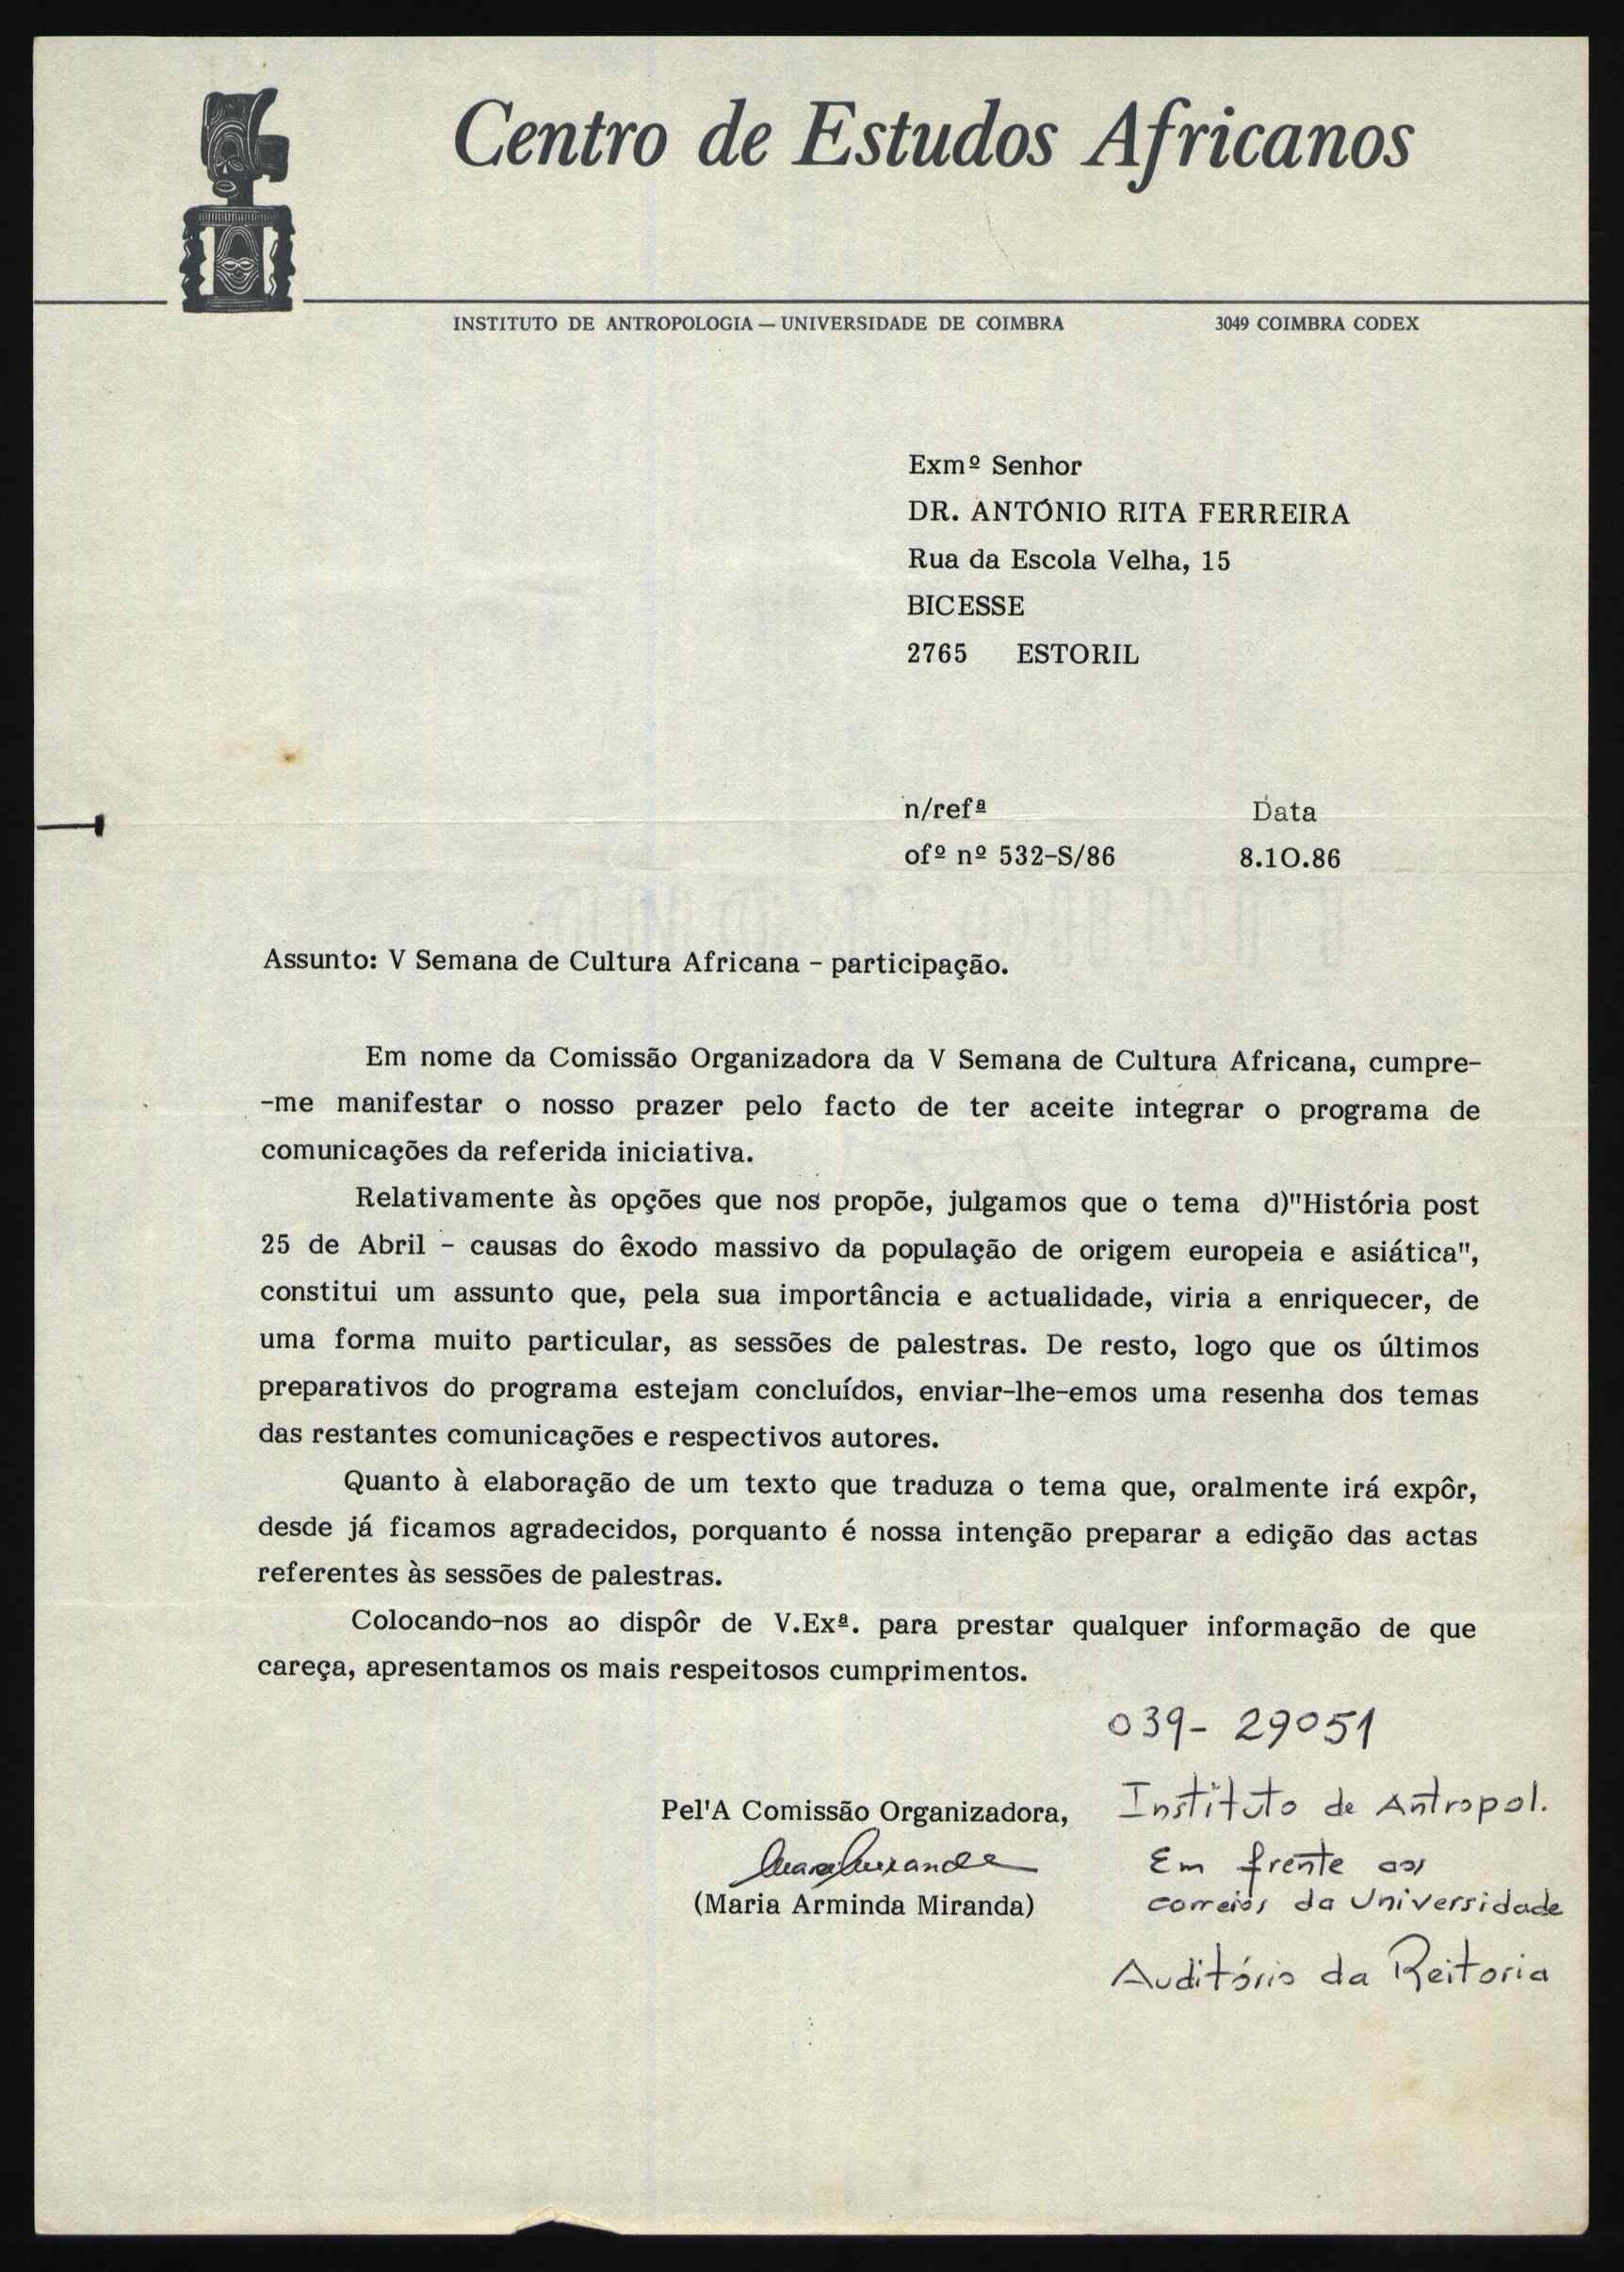 Centro de Estudos Africanos
INSTITUTO DE ANTROPOLOGIA — UNIVERSIDADE DE COIMBRA 3049 COIMBRA CODEX
Exmº Senhor
DR. ANTÓNIO RITA FERREIRA
Rua da Escola Velha, 15
BICESSE
2765 ESTORIL
n/refª Data
ofº nº 532-S/86 8.10.86
Assunto: V Semana de Cultura Africana - participação.
Em nome da Comissão Organizadora da V Semana de Cultura Africana, cumpre-
-me manifestar o nosso prazer pelo facto de ter aceite integrar o programa de
comunicações da referida iniciativa.
Relativamente às opções que nos propõe, julgamos que o tema d)"História post
25 de Abril - causas do êxodo massivo da população de origem europeia e asiática",
constitui um assunto que, pela sua importância e actualidade, viria a enriquecer, de
uma forma muito particular, as sessões de palestras. De resto, logo que os últimos
preparativos do programa estejam concluídos, enviar-lhe-emos uma resenha dos temas
das restantes comunicações e respectivos autores.
Quanto à elaboração de um texto que traduza o tema que, oralmente irá expôr,
desde já ficamos agradecidos, porquanto é nossa intenção preparar a edição das actas
referentes às sessões de palestras.
Colocando-nos ao dispôr de V.Exª. para prestar qualquer informação de que
careça, apresentamos os mais respeitosos cumprimentos.
039- 29051
Pel'A Comissão Organizadora,
Instituto de Antropol.
(Maria Arminda Miranda)
Em frente aos
correios da Universidade
Auditório da Reitoria